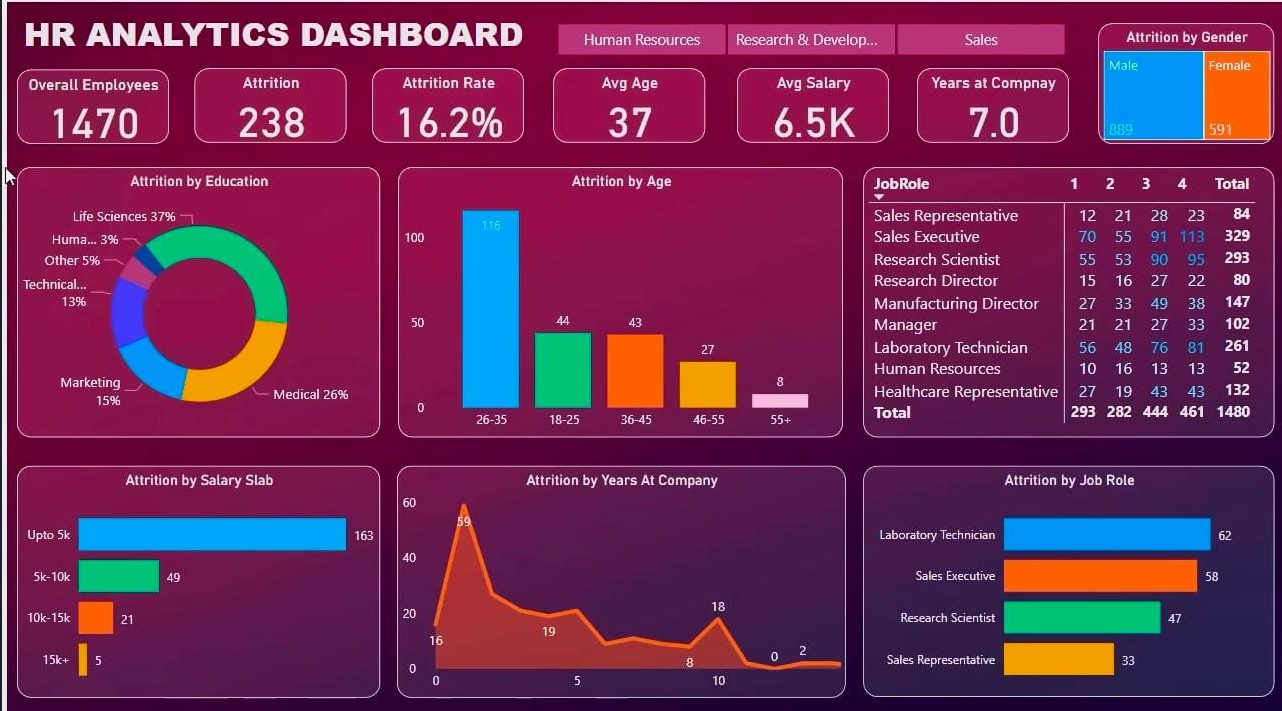 HR ANALYTICS DASHBOARD
Human Resources
Research & Develop...
Sales
Overall Employees
1470
Attrition
238
Attrition Rate
16.2%
Avg Age
37
Avg Salary
6.5K
Years at Compnay
7.0
Attrition by Gender
Male
Female
889
591
Attrition by Education
Life Sciences 37%
Huma... 3%
Other 5%
Technical...
13%
Marketing
15%
Medical 26%
Attrition by Age
100
50
0
116
44
43
27
8
26-35
18-25
36-45
46-55
55+
JobRole 1 2 3 4 Total
Sales Representative 12 21 28 23 84
Sales Executive 70 55 91 113 329
Research Scientist 55 53 90 95 293
Research Director 15 16 27 22 80
Manufacturing Director 27 33 49 38 147
Manager 21 21 27 33 102
Laboratory Technician 56 48 76 81 261
Human Resources 10 16 13 13 52
Healthcare Representative 27 19 43 43 132
Total 293 282 444 461 1480
Attrition by Salary Slab
Upto 5k 163
5k-10k 49
10k-15k 21
15k+ 5
Attrition by Years At Company
60
40
20
0
16
59
19
8
18
0
2
0
5
10
Attrition by Job Role
Laboratory Technician 62
Sales Executive 58
Research Scientist 47
Sales Representative 33